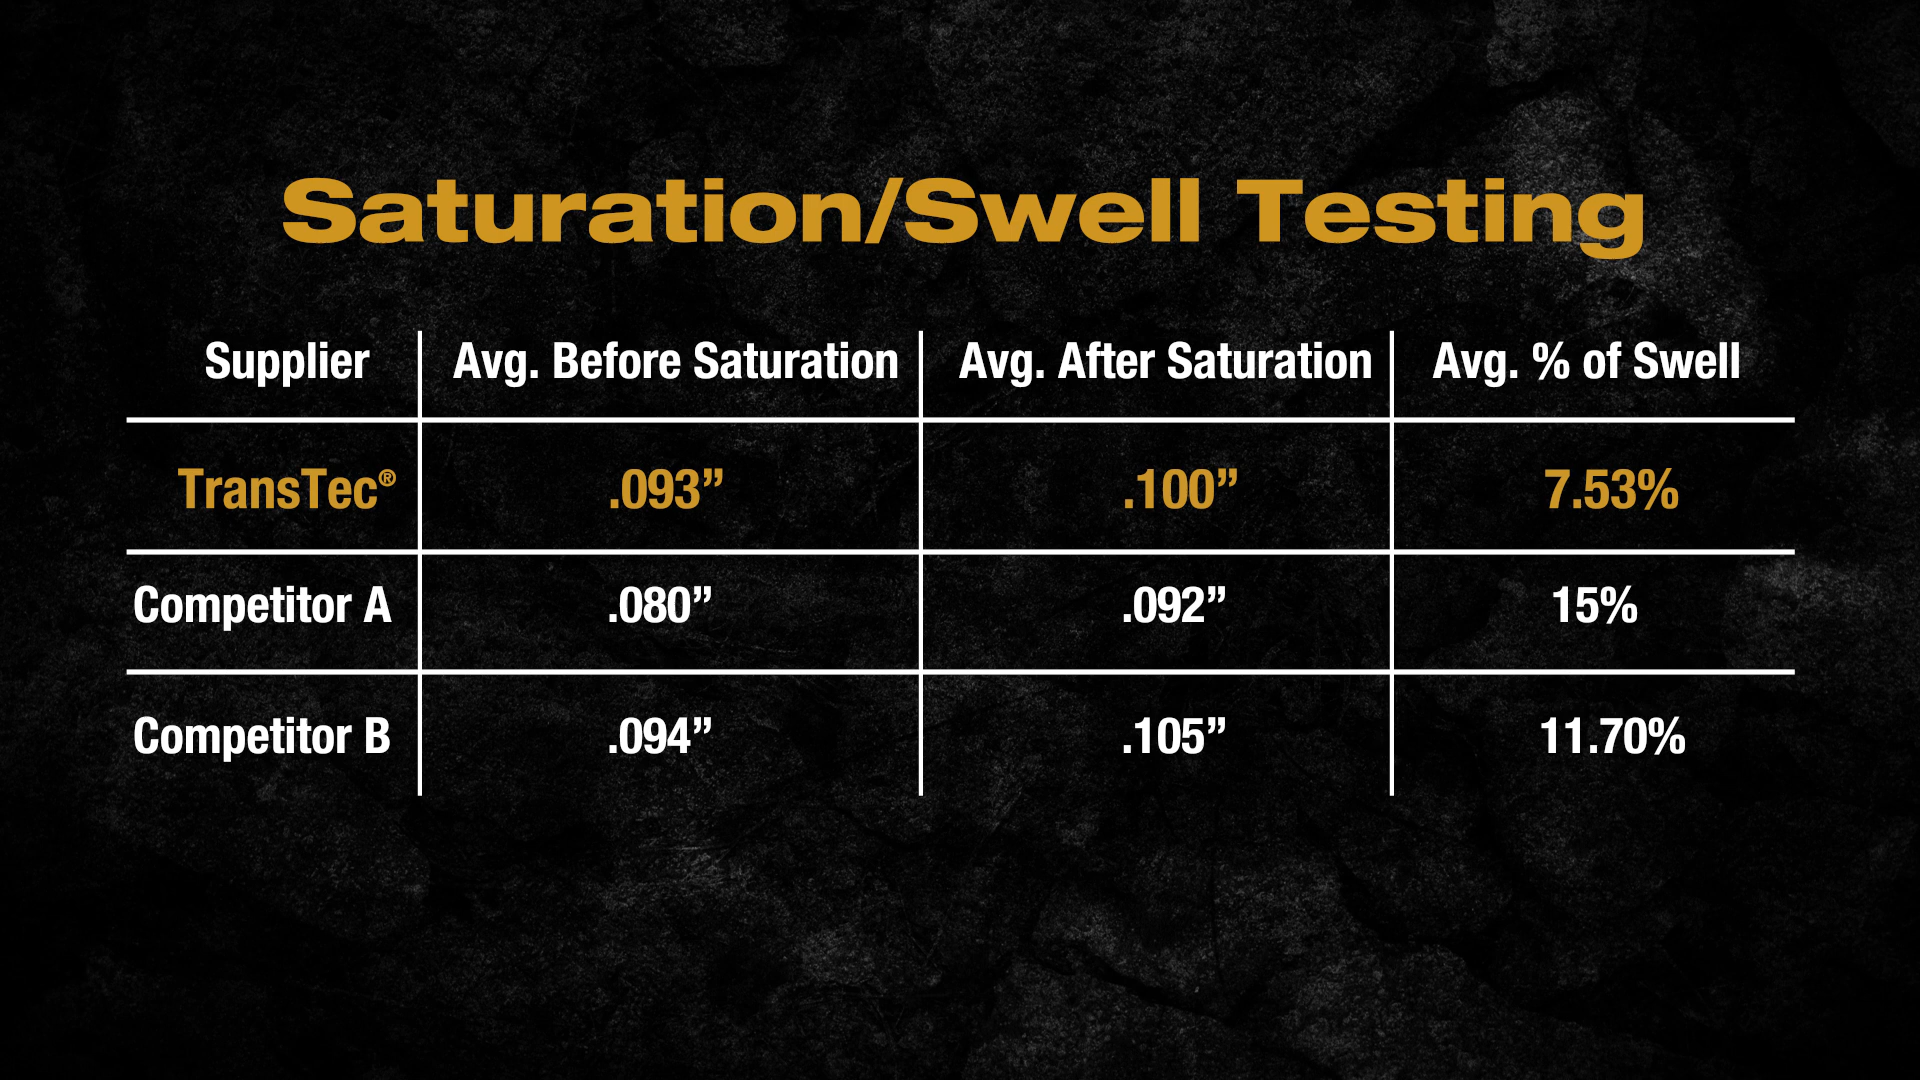 Saturation/Swell Testing
Supplier Avg. Before Saturation Avg. After Saturation Avg. % of Swell
TransTec® .093” .100” 7.53%
Competitor A .080” .092” 15%
Competitor B .094” .105” 11.70%